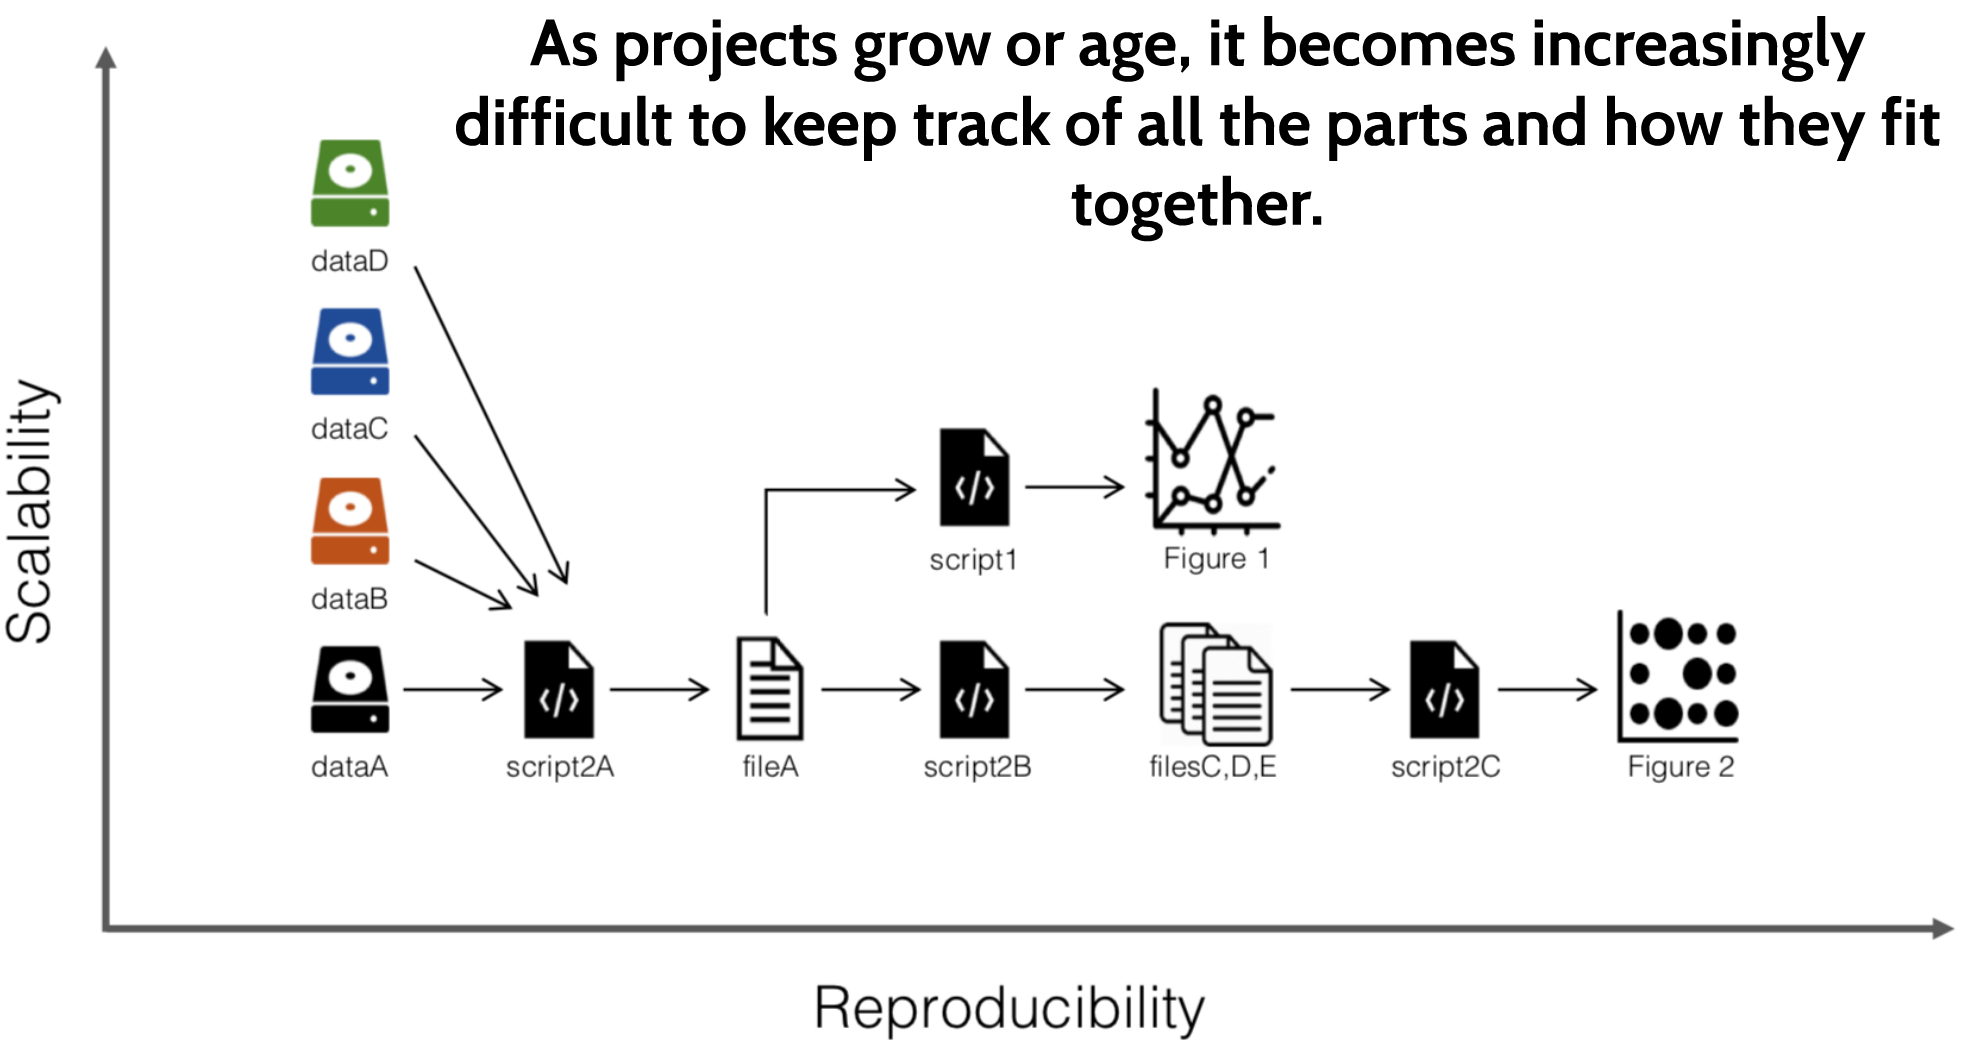 As projects grow or age, it becomes increasingly
difficult to keep track of all the parts and how they fit
together.
dataD
dataC
dataB
dataA
script2A
fileA
script1
Figure 1
script2B
filesC,D,E
script2C
Figure 2
Scalability
Reproducibility